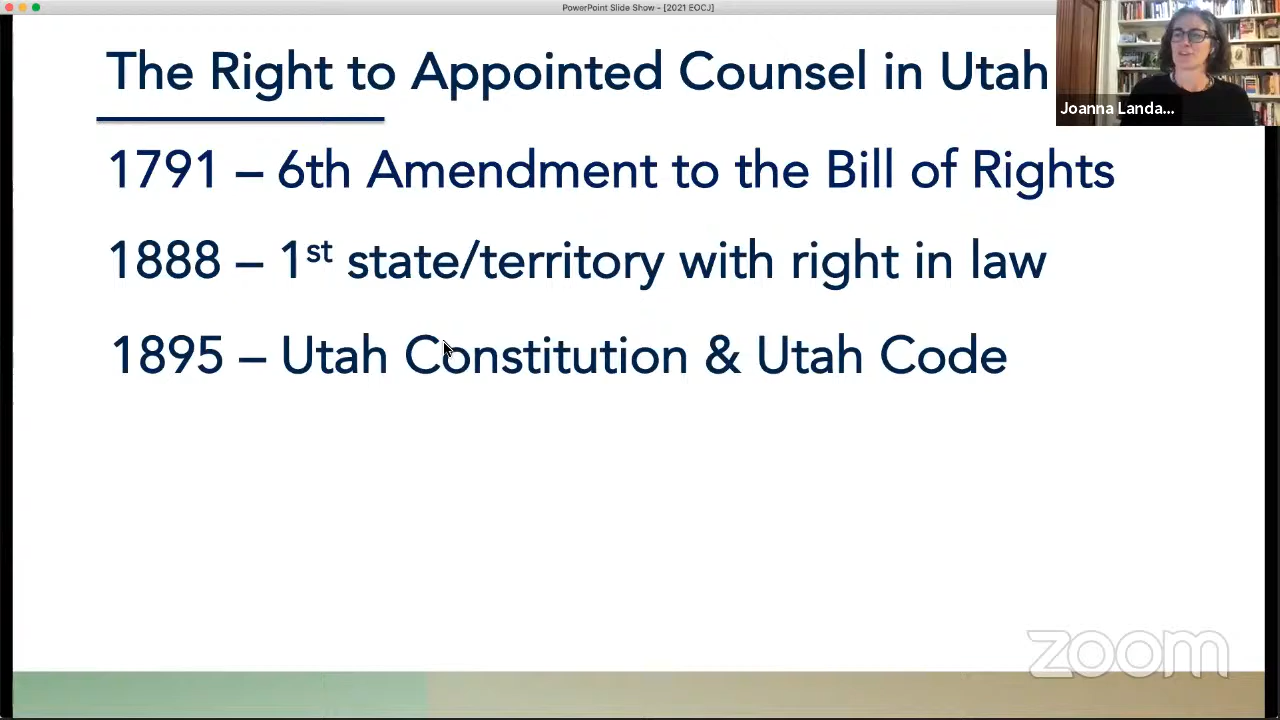 PowerPoint Slide Show - [2021 EOCJ]
The Right to Appointed Counsel in Utah
Joanna Landa...
1791 – 6th Amendment to the Bill of Rights
1888 – 1st state/territory with right in law
1895 – Utah Constitution & Utah Code
zoom